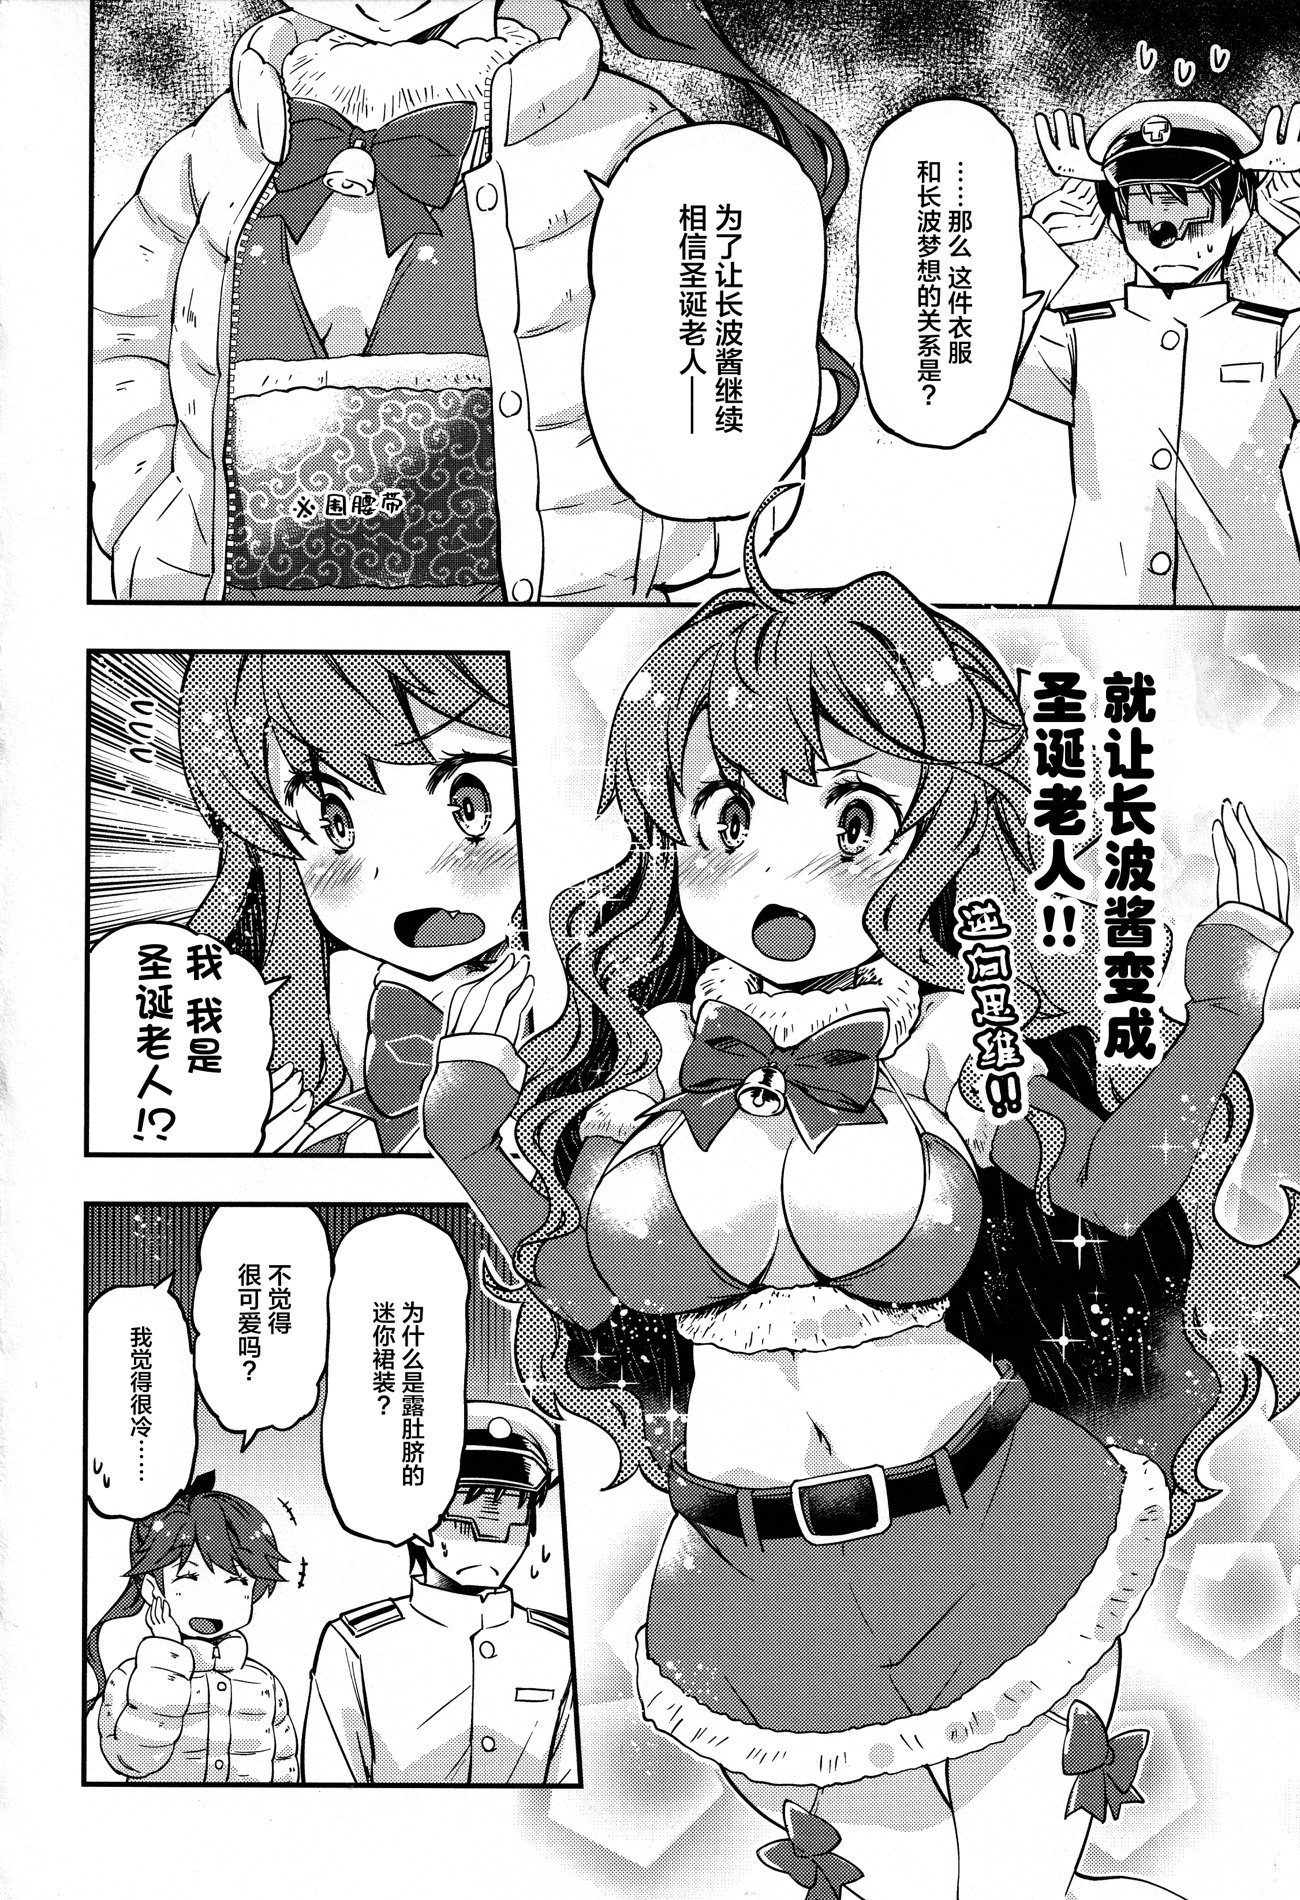 ……那么 这件衣服
和长波梦想的关系是？
为了让长波酱继续
相信圣诞老人——
※围腰带
就让长波酱变成
圣诞老人!!
逆向思维!!
我 我是
圣诞老人!?
为什么是露肚脐的
迷你裙装？
不觉得
很可爱吗？
我觉得很冷……